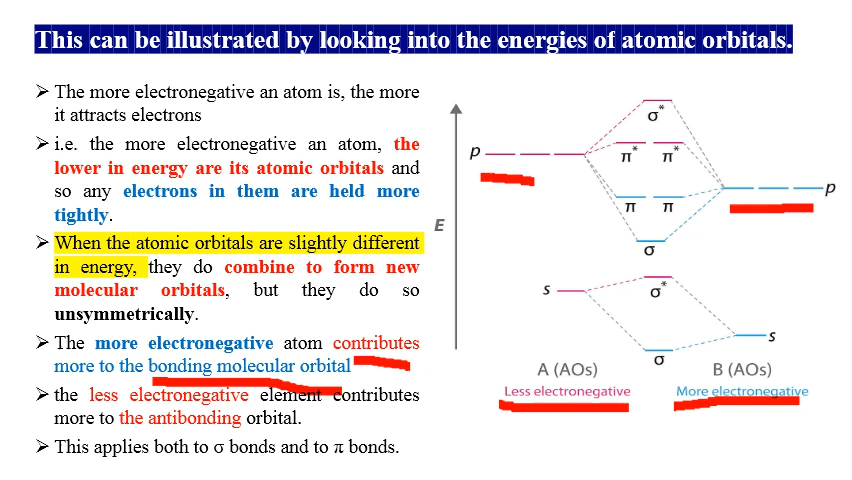 This can be illustrated by looking into the energies of atomic orbitals.
➢ The more electronegative an atom is, the more
it attracts electrons
➢ i.e. the more electronegative an atom, the
lower in energy are its atomic orbitals and
so any electrons in them are held more
tightly.
➢ When the atomic orbitals are slightly different
in energy, they do combine to form new
molecular orbitals, but they do so
unsymmetrically.
➢ The more electronegative atom contributes
more to the bonding molecular orbital
➢ the less electronegative element contributes
more to the antibonding orbital.
➢ This applies both to σ bonds and to π bonds.
E
σ*
p
π* π*
p
π π
σ
s
σ*
s
σ
A (AOs) B (AOs)
Less electronegative More electronegative